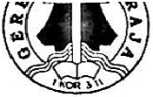 GERE RAJA
I KOR 3:11